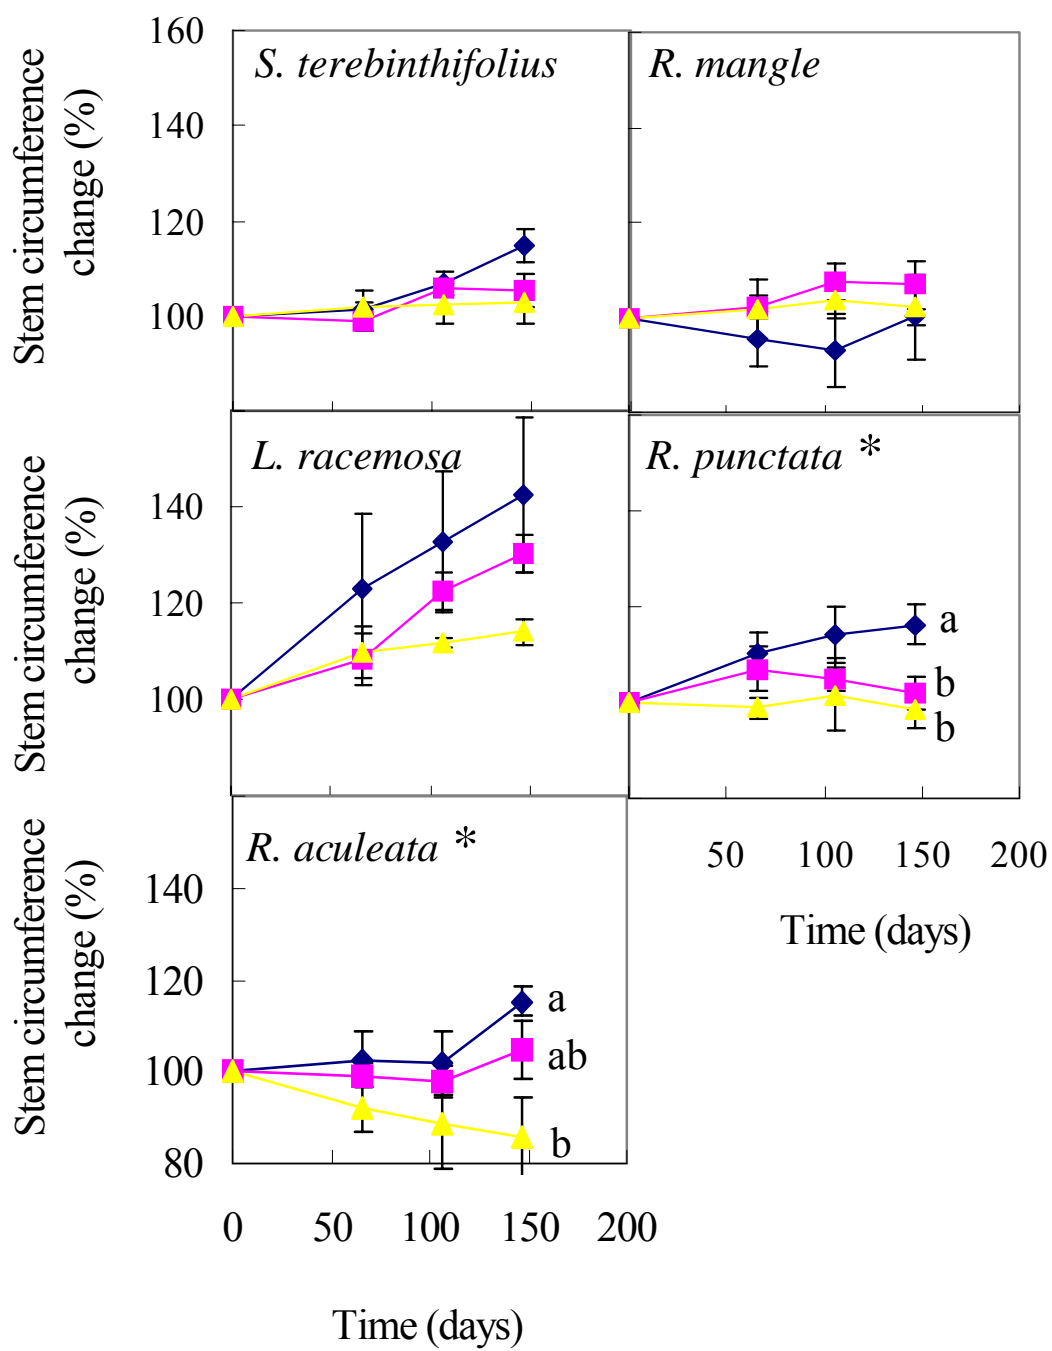 160
S. terebinthifolius
R. mangle
Stem circumference
change (%)
140
120
100
L. racemosa
R. punctata *
Stem circumference
change (%)
140
120
100
a
b
b
R. aculeata *
Stem circumference
change (%)
140
120
100
80
a
ab
b
50 100 150 200
Time (days)
0 50 100 150 200
Time (days)